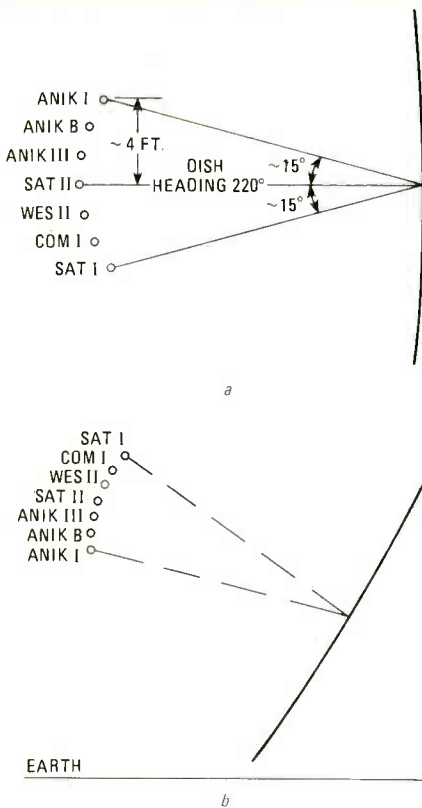 ANIK I
ANIK B
~4 FT.
ANIK III
DISH
~15°
SAT II
HEADING 220°
~15°
WES II
COM I
SAT I
a
SAT I
COM I
WES II
SAT II
ANIK III
ANIK B
ANIK I
EARTH
b